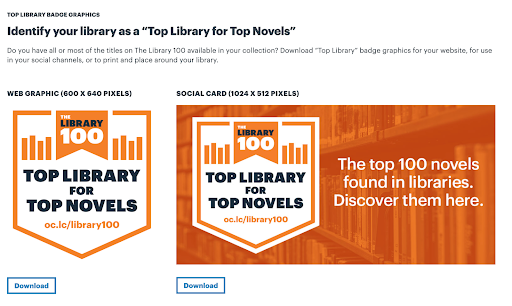 TOP LIBRARY BADGE GRAPHICS
Identify your library as a “Top Library for Top Novels”
Do you have all or most of the titles on The Library 100 available in your collection? Download “Top Library” badge graphics for your website, for use
in your social channels, or to print and place around your library.
WEB GRAPHIC (600 X 640 PIXELS)
THE
LIBRARY
100
TOP LIBRARY
FOR
TOP NOVELS
oc.lc/library100
Download
SOCIAL CARD (1024 X 512 PIXELS)
THE
LIBRARY
100
TOP LIBRARY
FOR
TOP NOVELS
oc.lc/library100
The top 100 novels
found in libraries.
Discover them here.
Download